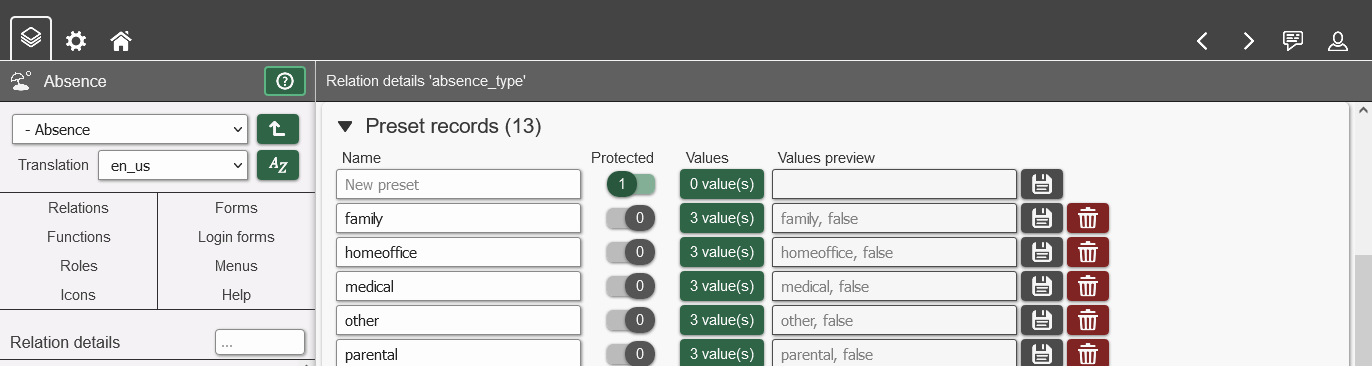 Absence
Relation details 'absence_type'
- Absence
Translation
en_us
AZ
Relations
Forms
Functions
Login forms
Roles
Menus
Icons
Help
Relation details
...
Preset records (13)
Name Protected Values Values preview
New preset 1 0 value(s)
family 0 3 value(s) family, false
homeoffice 0 3 value(s) homeoffice, false
medical 0 3 value(s) medical, false
other 0 3 value(s) other, false
parental 0 3 value(s) parental, false